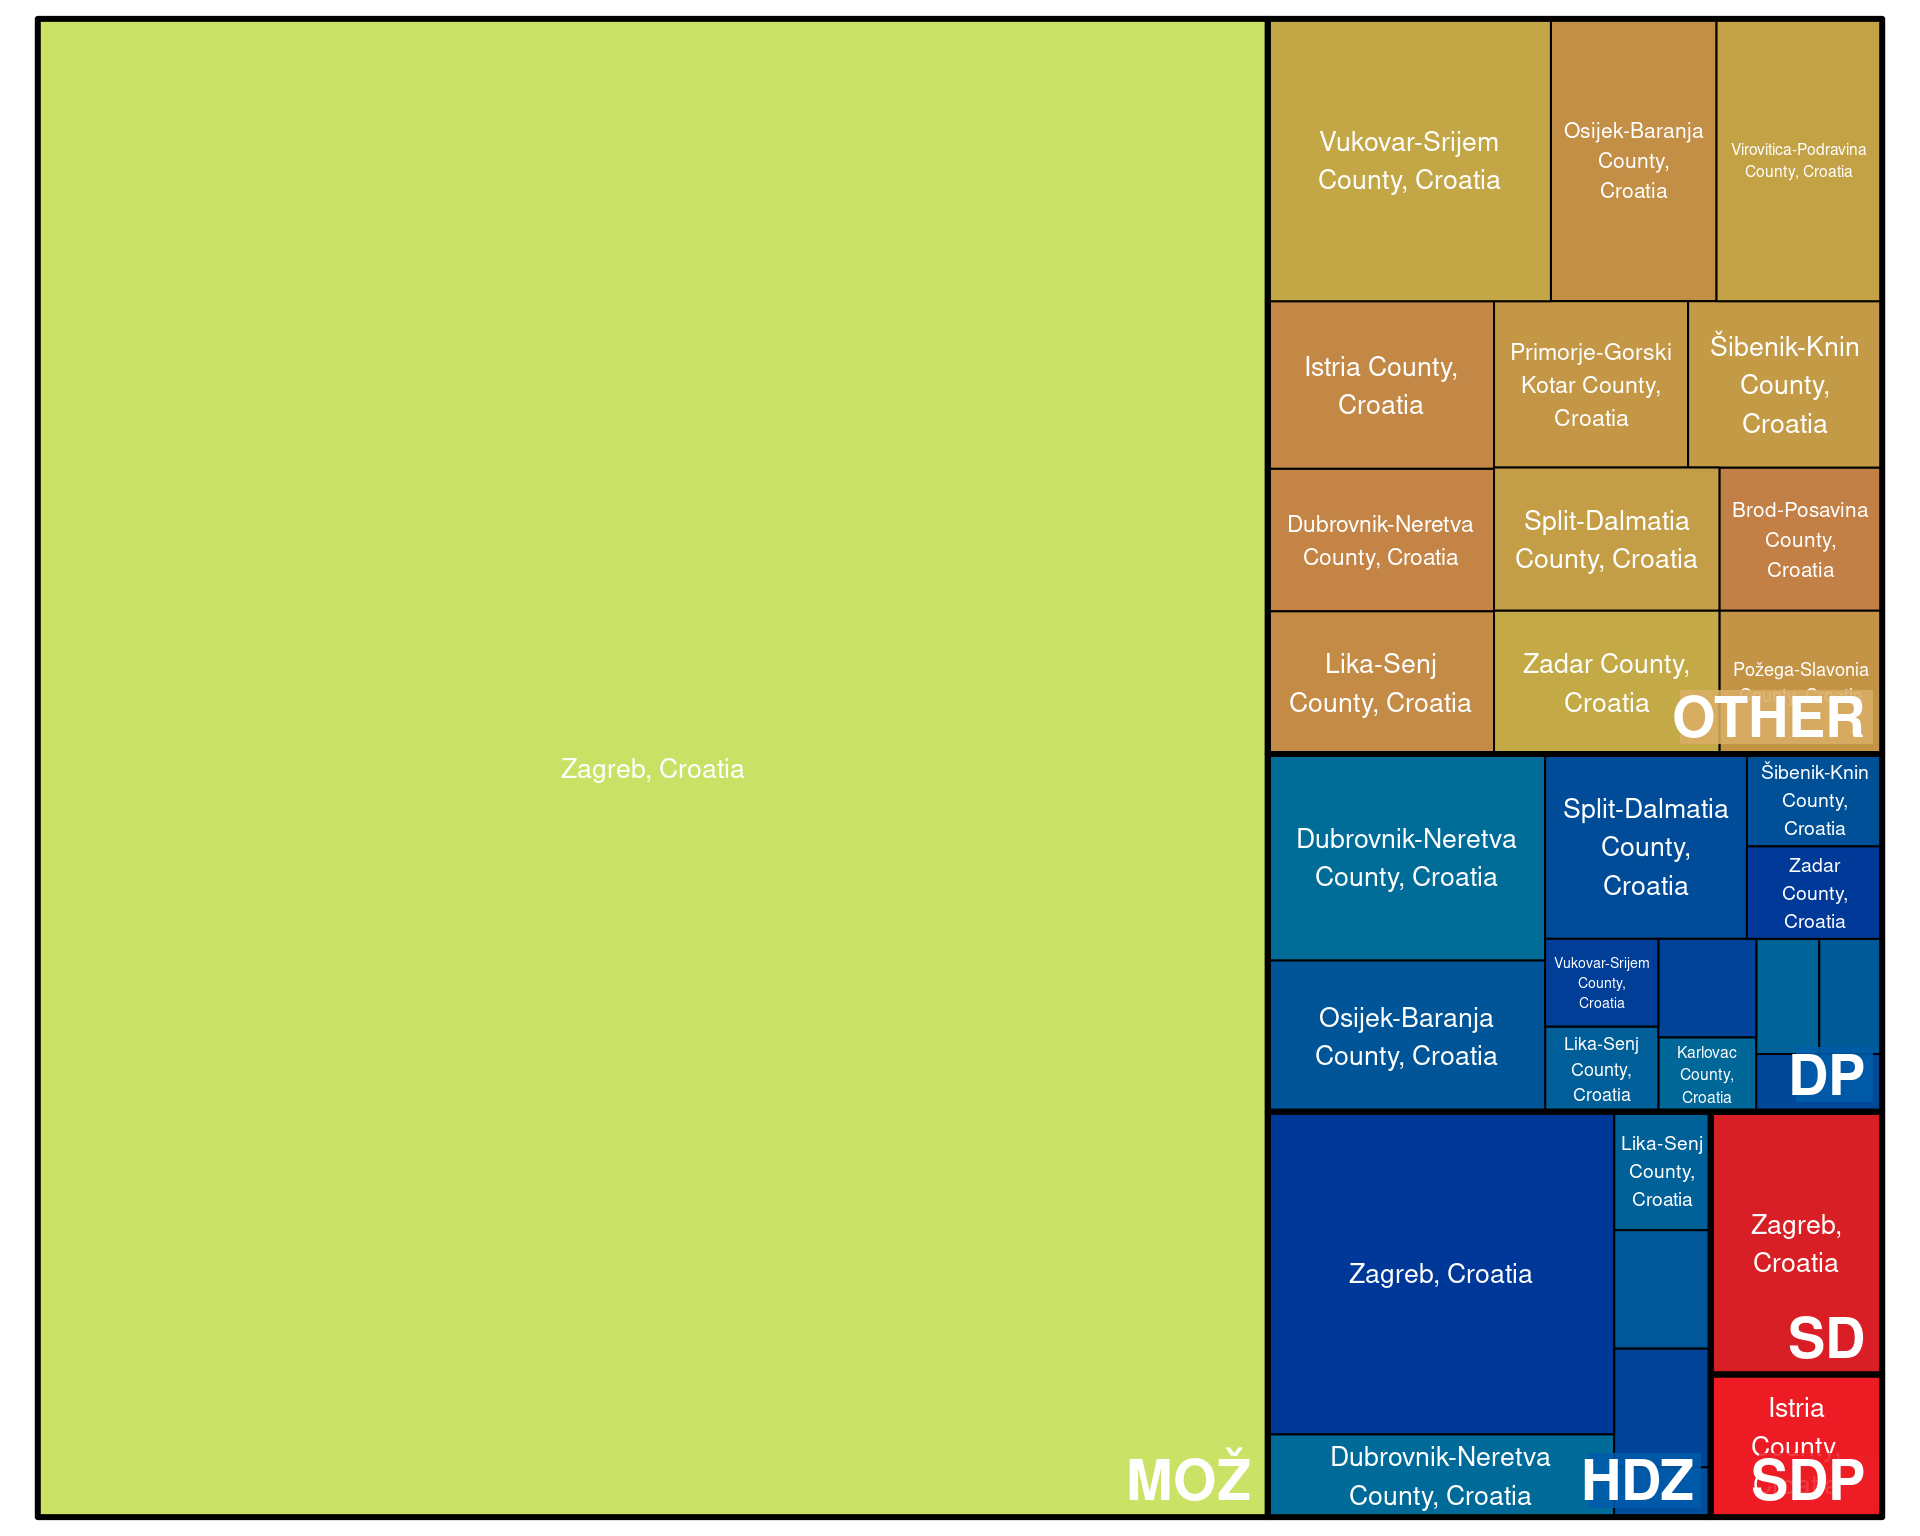 Zagreb, Croatia
MOŽ
Vukovar-Srijem
County, Croatia
Osijek-Baranja
County,
Croatia
Virovitica-Podravina
County, Croatia
Istria County,
Croatia
Primorje-Gorski
Kotar County,
Croatia
Šibenik-Knin
County,
Croatia
Dubrovnik-Neretva
County, Croatia
Split-Dalmatia
County, Croatia
Brod-Posavina
County,
Croatia
Lika-Senj
County, Croatia
Zadar County,
Croatia
Požega-Slavonia
OTHER
Dubrovnik-Neretva
County, Croatia
Split-Dalmatia
County,
Croatia
Šibenik-Knin
County,
Croatia
Zadar
County,
Croatia
Osijek-Baranja
County, Croatia
Vukovar-Srijem
County,
Croatia
Lika-Senj
County,
Croatia
Karlovac
County,
Croatia
DP
Zagreb, Croatia
Lika-Senj
County,
Croatia
Dubrovnik-Neretva
County, Croatia
HDZ
Zagreb,
Croatia
SD
Istria
County,
SDP